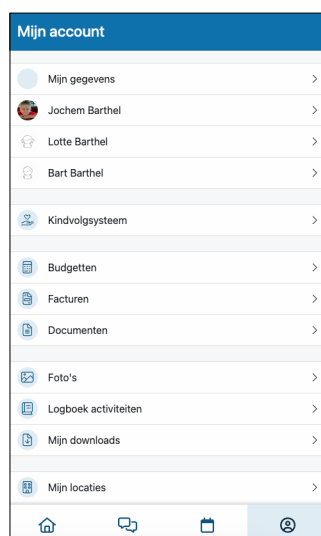 Mijn account
Mijn gegevens
Jochem Barthel
Lotte Barthel
Bart Barthel
Kindvolgsysteem
Budgetten
Facturen
Documenten
Foto's
Logboek activiteiten
Mijn downloads
Mijn locaties